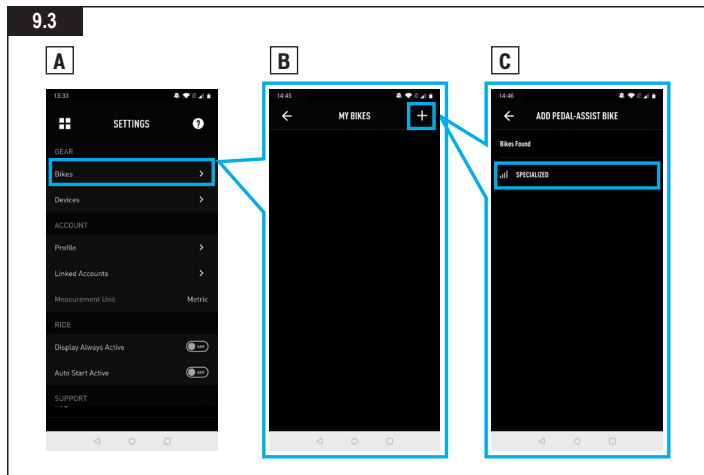 9.3
A
13:33
SETTINGS
?
GEAR
Bikes
Devices
ACCOUNT
Profile
Linked Accounts
Measurement Unit Metric
RIDE
Display Always Active OFF
Auto Start Active OFF
SUPPORT
B
14:45
MY BIKES
C
14:46
ADD PEDAL-ASSIST BIKE
Bikes Found
SPECIALIZED